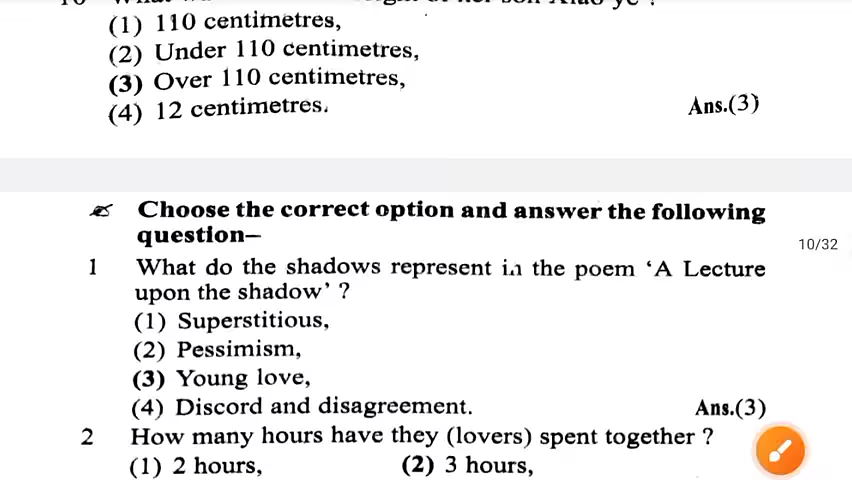 (1) 110 centimetres,
(2) Under 110 centimetres,
(3) Over 110 centimetres,
(4) 12 centimetres.
Ans.(3)
Choose the correct option and answer the following
question–
10/32
1 What do the shadows represent in the poem ‘A Lecture
upon the shadow’ ?
(1) Superstitious,
(2) Pessimism,
(3) Young love,
(4) Discord and disagreement.
Ans.(3)
2 How many hours have they (lovers) spent together ?
(1) 2 hours, (2) 3 hours,